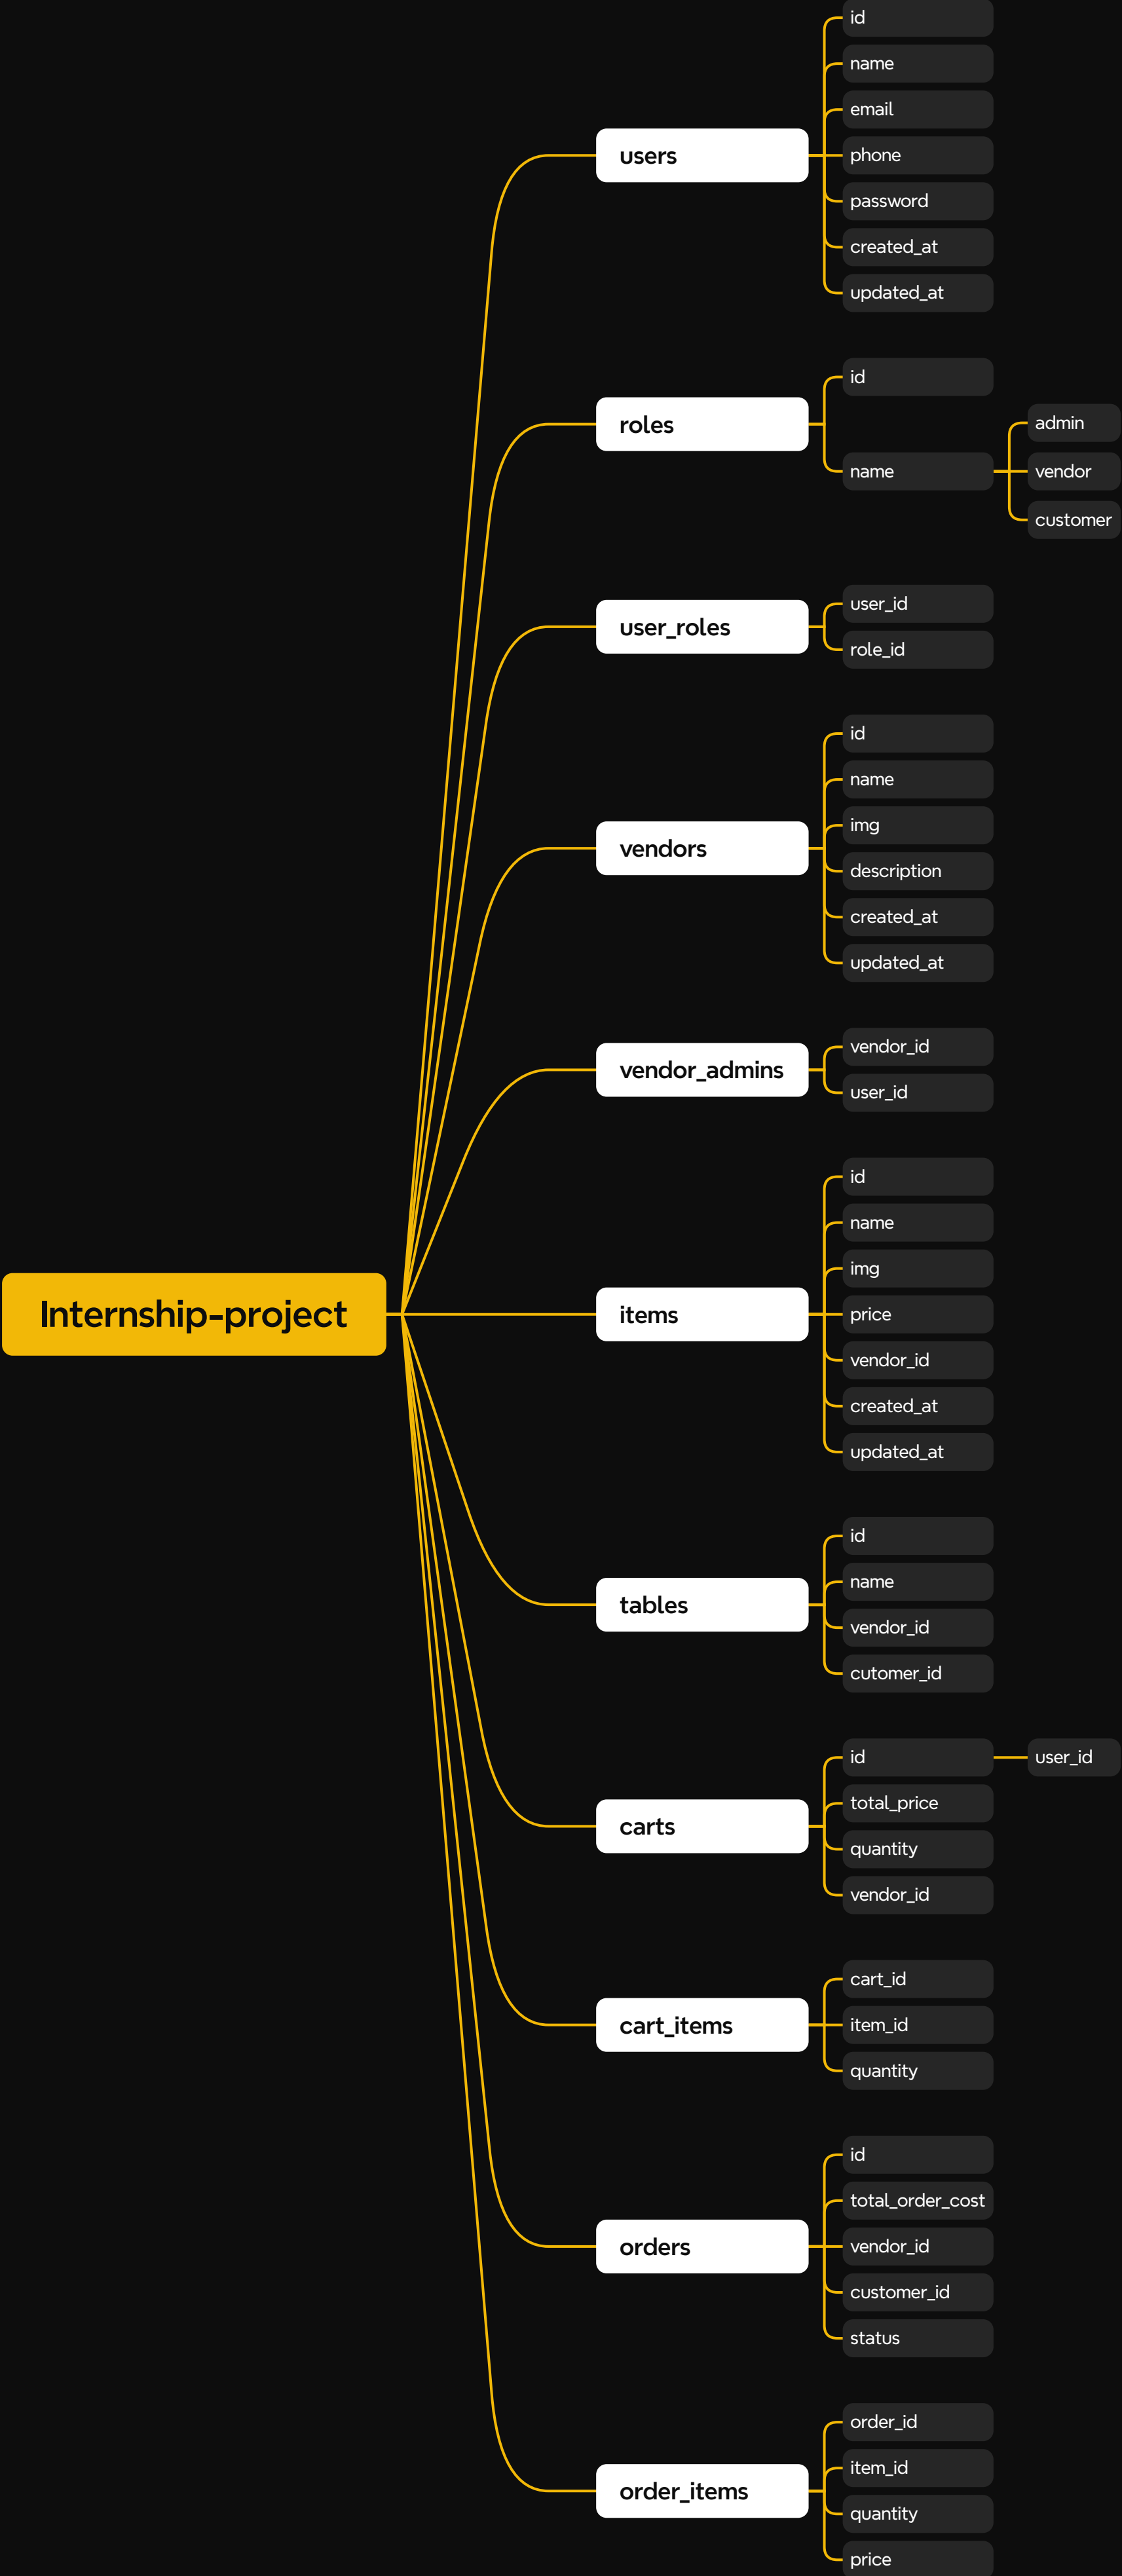 Internship-project
users
id
name
email
phone
password
created_at
updated_at
roles
id
name
admin
vendor
customer
user_roles
user_id
role_id
vendors
id
name
img
description
created_at
updated_at
vendor_admins
vendor_id
user_id
items
id
name
img
price
vendor_id
created_at
updated_at
tables
id
name
vendor_id
cutomer_id
carts
id
user_id
total_price
quantity
vendor_id
cart_items
cart_id
item_id
quantity
orders
id
total_order_cost
vendor_id
customer_id
status
order_items
order_id
item_id
quantity
price